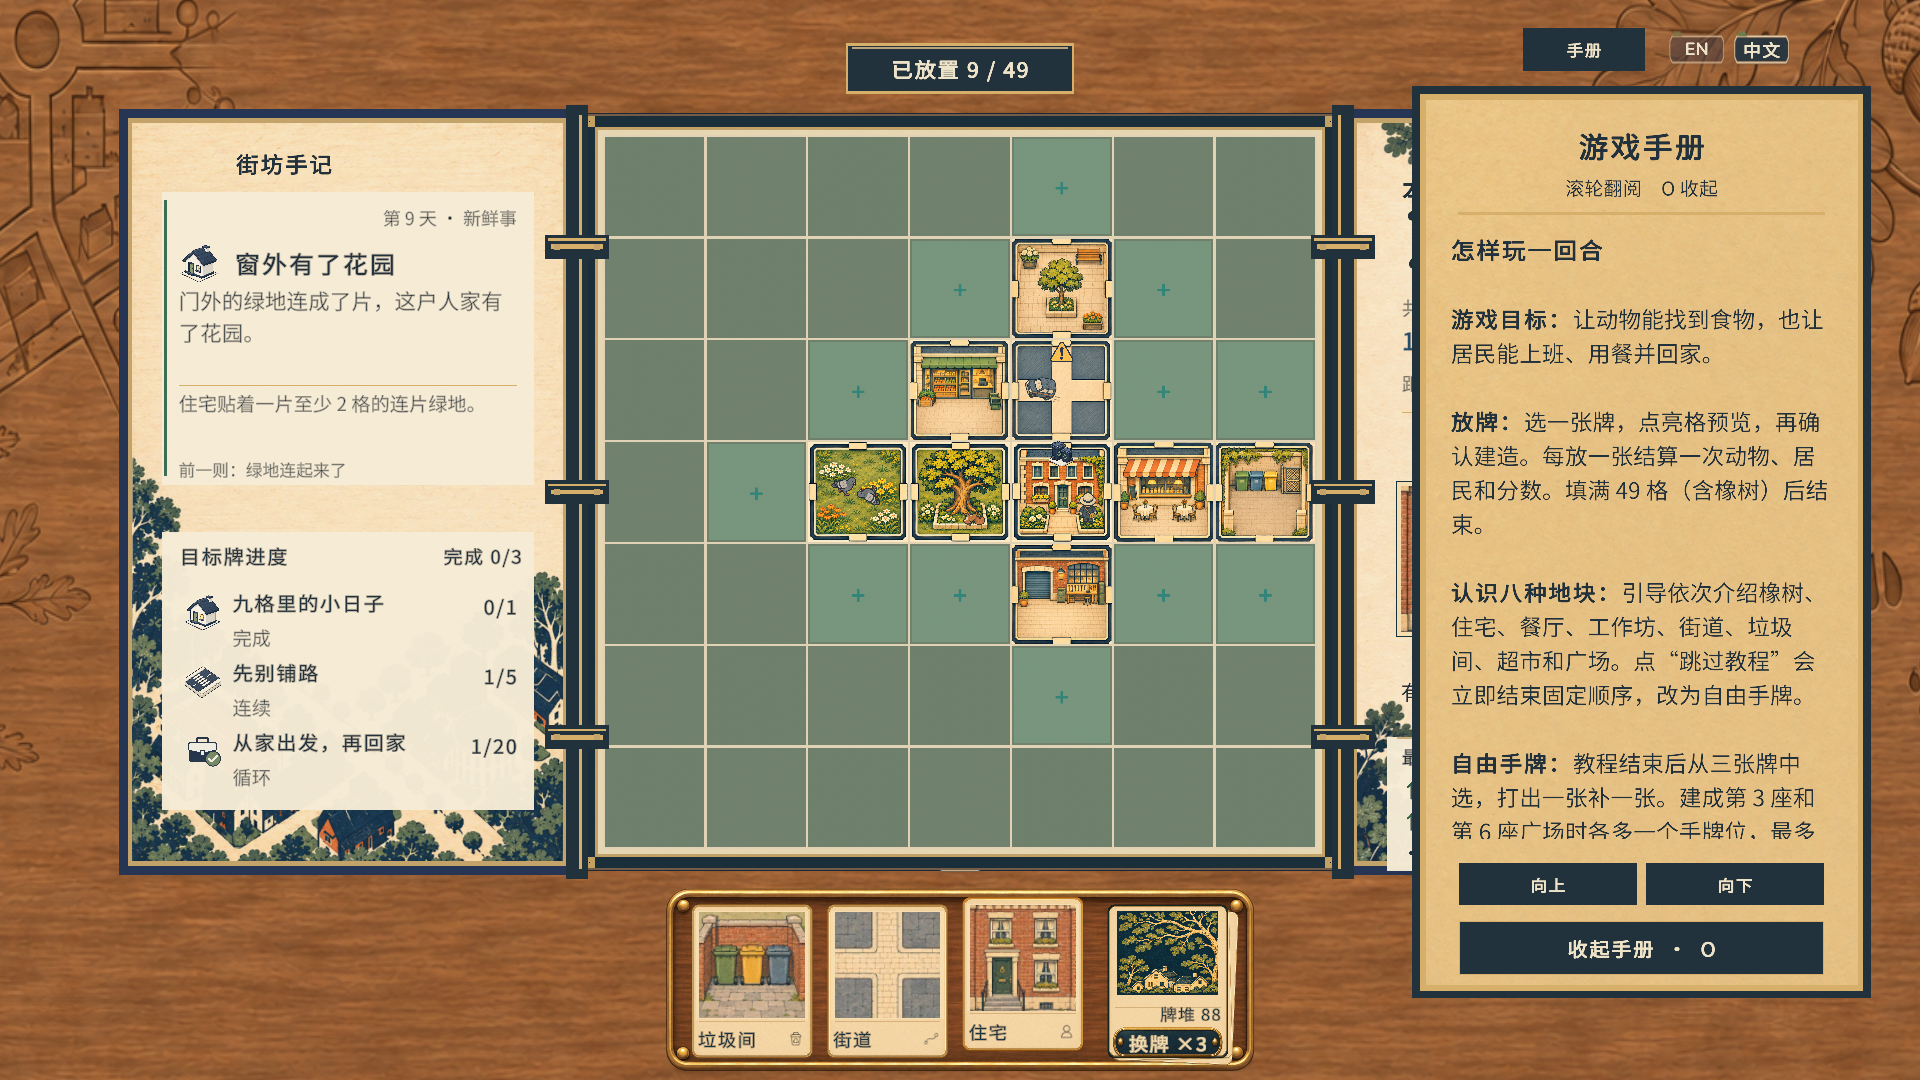 已放置 9 / 49
手册
EN
中文
街坊手记
第 9 天 · 新鲜事
窗外有了花园
门外的绿地连成了片，这户人家有
了花园。
住宅贴着一片至少 2 格的连片绿地。
前一则：绿地连起来了
目标牌进度
完成 0/3
九格里的小日子
0/1
完成
先别铺路
1/5
连续
从家出发，再回家
1/20
循环
游戏手册
滚轮翻阅 O 收起
怎样玩一回合
游戏目标：让动物能找到食物，也让
居民能上班、用餐并回家。
放牌：选一张牌，点亮格预览，再确
认建造。每放一张结算一次动物、居
民和分数。填满 49 格（含橡树）后结
束。
认识八种地块：引导依次介绍橡树、
住宅、餐厅、工作坊、街道、垃圾
间、超市和广场。点“跳过教程”会
立即结束固定顺序，改为自由手牌。
自由手牌：教程结束后从三张牌中
选，打出一张补一张。建成第 3 座和
第 6 座广场时各多一个手牌位，最多
向上
向下
收起手册 · O
垃圾间
街道
住宅
牌堆 88
换牌 ×3